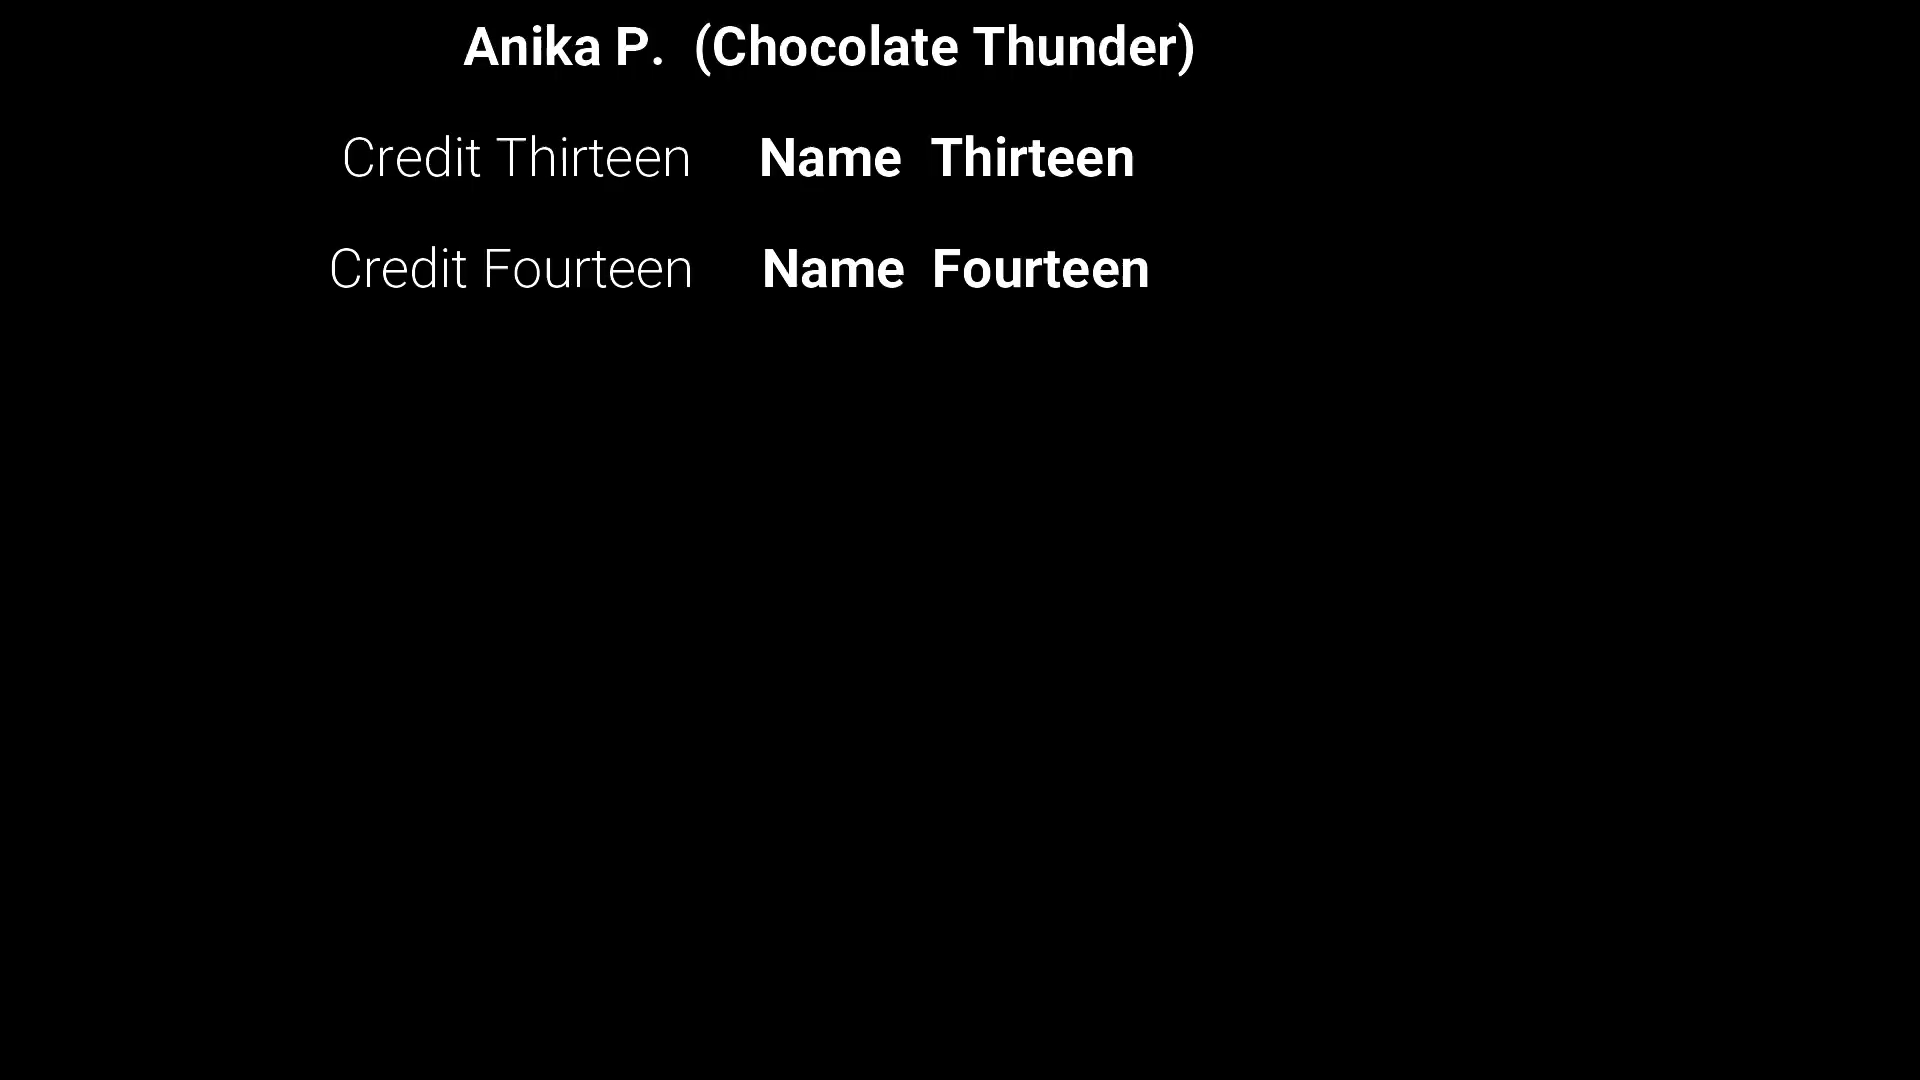 Anika P. (Chocolate Thunder)
Credit Thirteen Name Thirteen
Credit Fourteen Name Fourteen